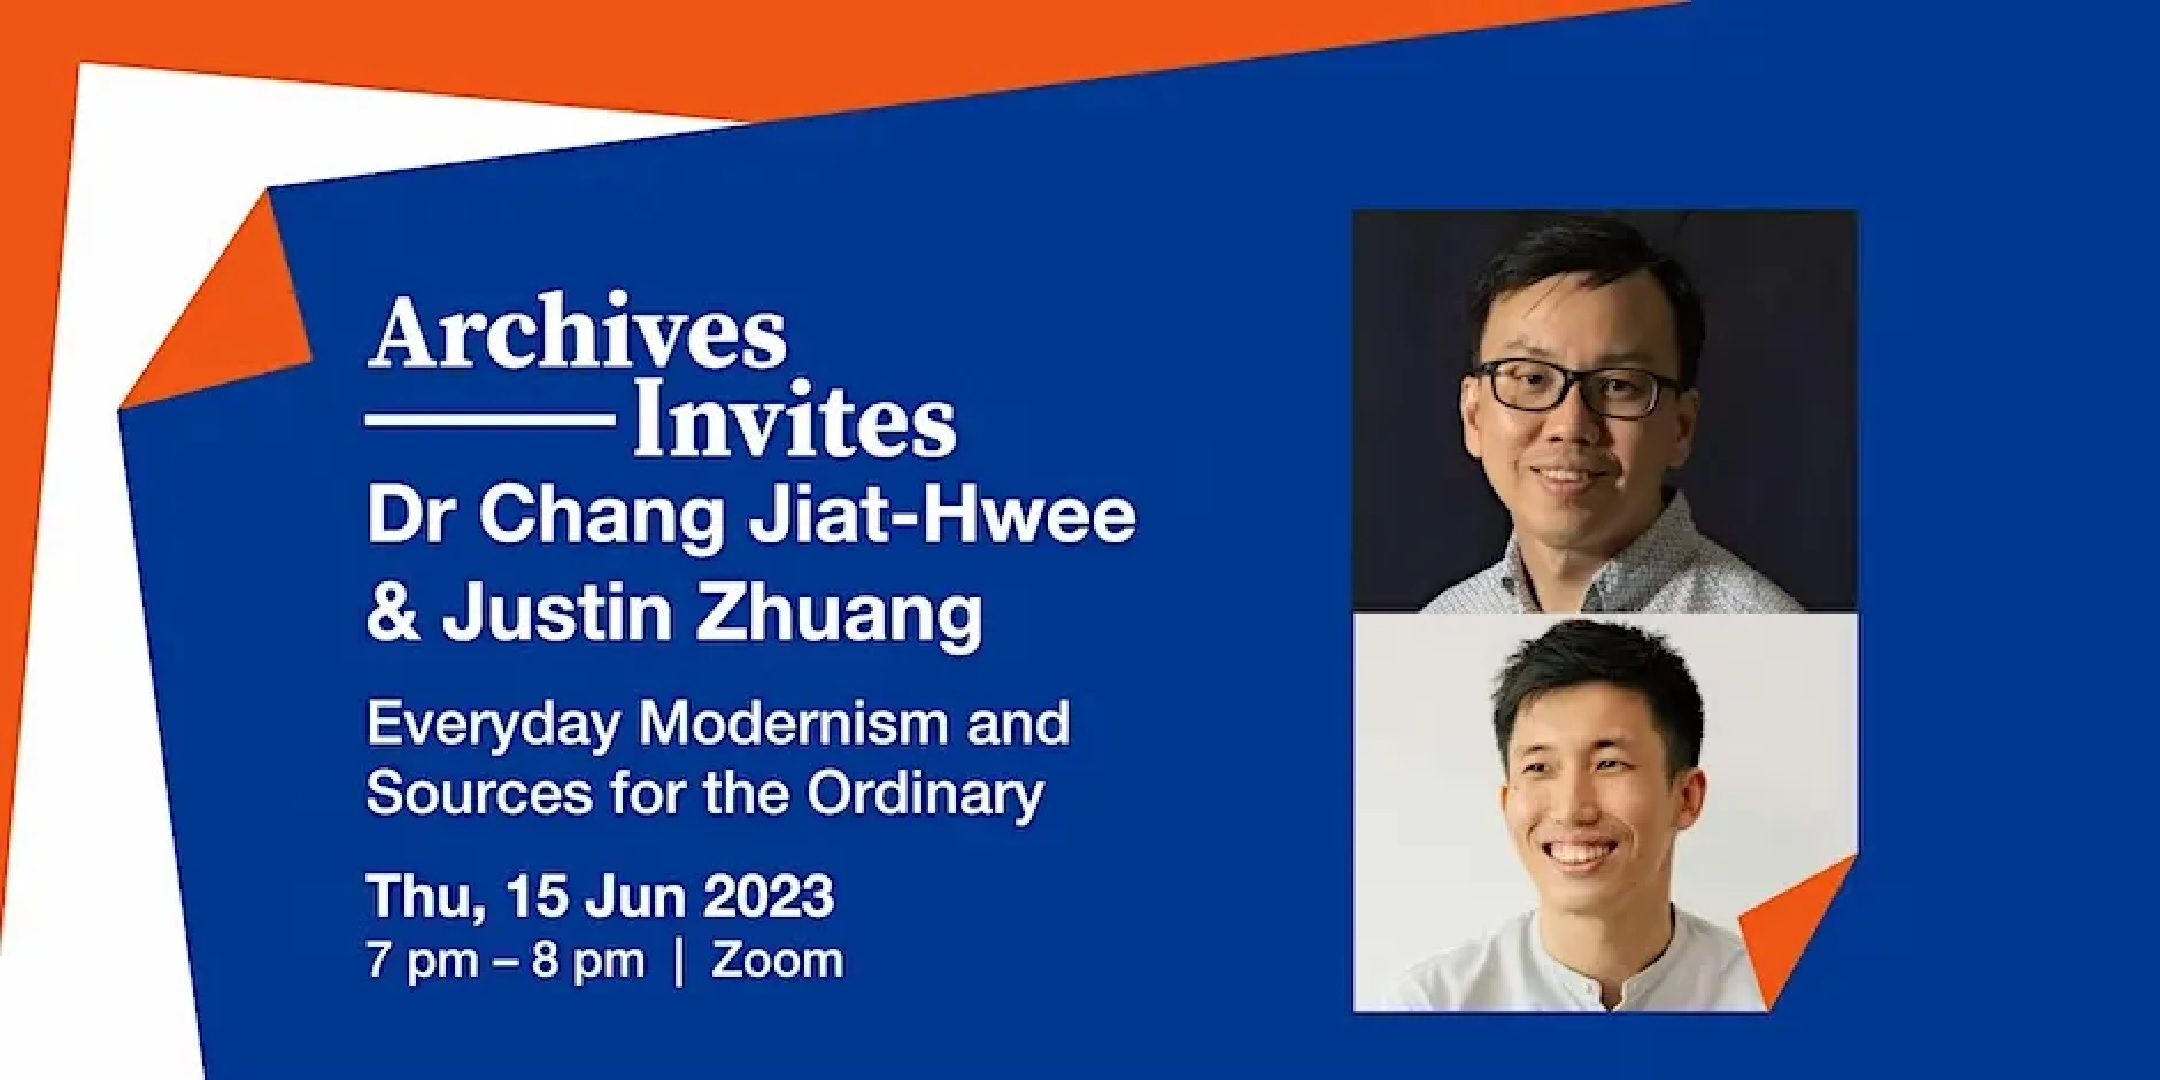 Archives
Invites
Dr Chang Jiat-Hwee
& Justin Zhuang
Everyday Modernism and
Sources for the Ordinary
Thu, 15 Jun 2023
7 pm – 8 pm | Zoom